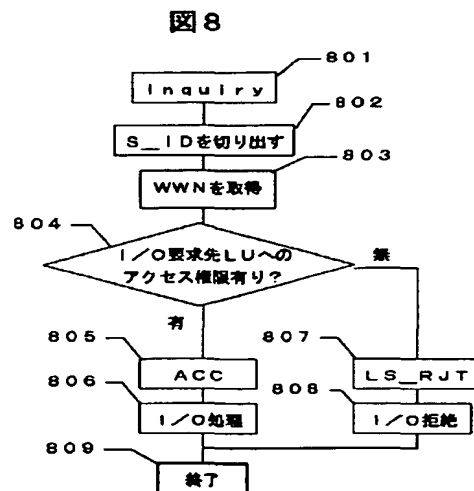 図8
801
Inquiry
802
S_IDを切り出す
803
WWNを取得
804
I/O要求先LUへの
アクセス権限有り?
無
有
805
ACC
807
LS_RJT
806
I/O処理
808
I/O拒絶
809
終了